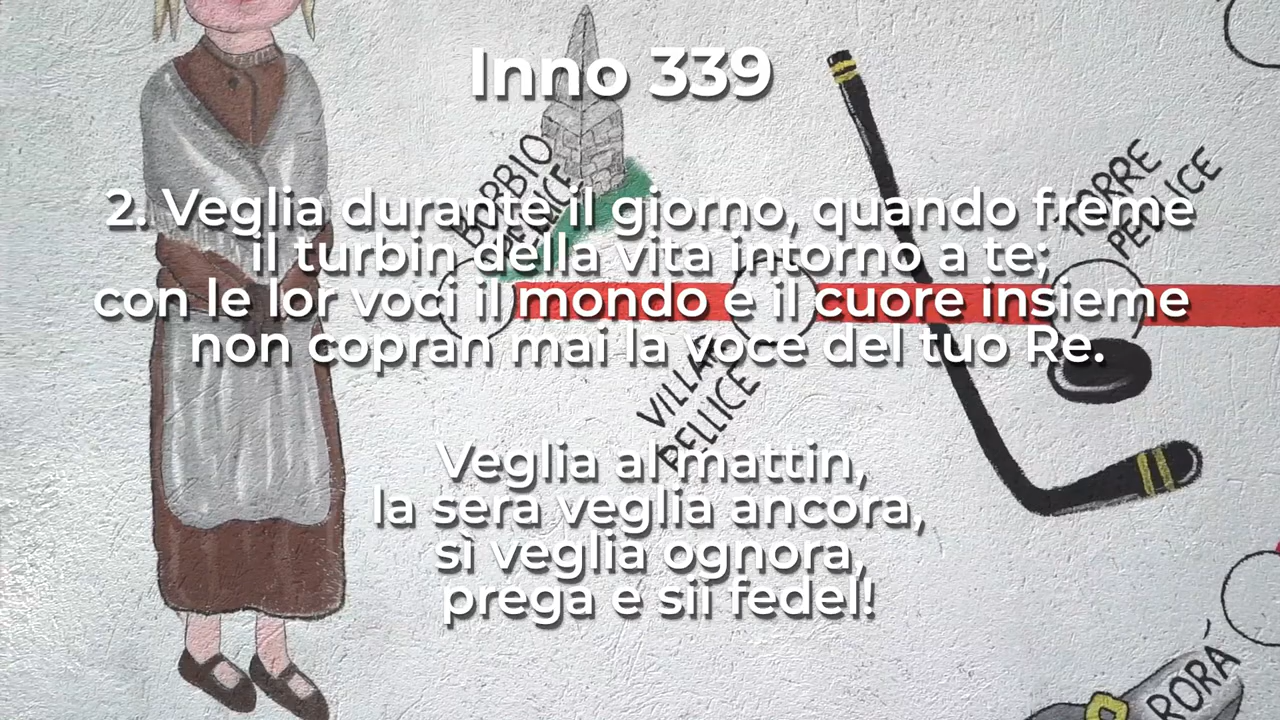 Inno 339
BOBBIO
PELLICE
TORRE
PELLICE
2. Veglia durante il giorno, quando freme
il turbin della vita intorno a te;
con le lor voci il mondo e il cuore insieme
non copran mai la voce del tuo Re.
VILLAR
PELLICE
Veglia al mattin,
la sera veglia ancora,
sì veglia ognora,
prega e sii fedel!
RORÀ